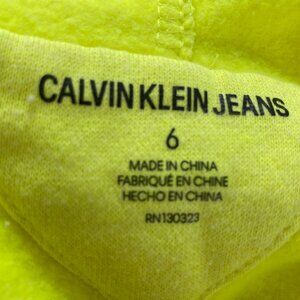 CALVIN KLEIN JEANS
6
MADE IN CHINA
FABRIQUÉ EN CHINE
HECHO EN CHINA
RN130323